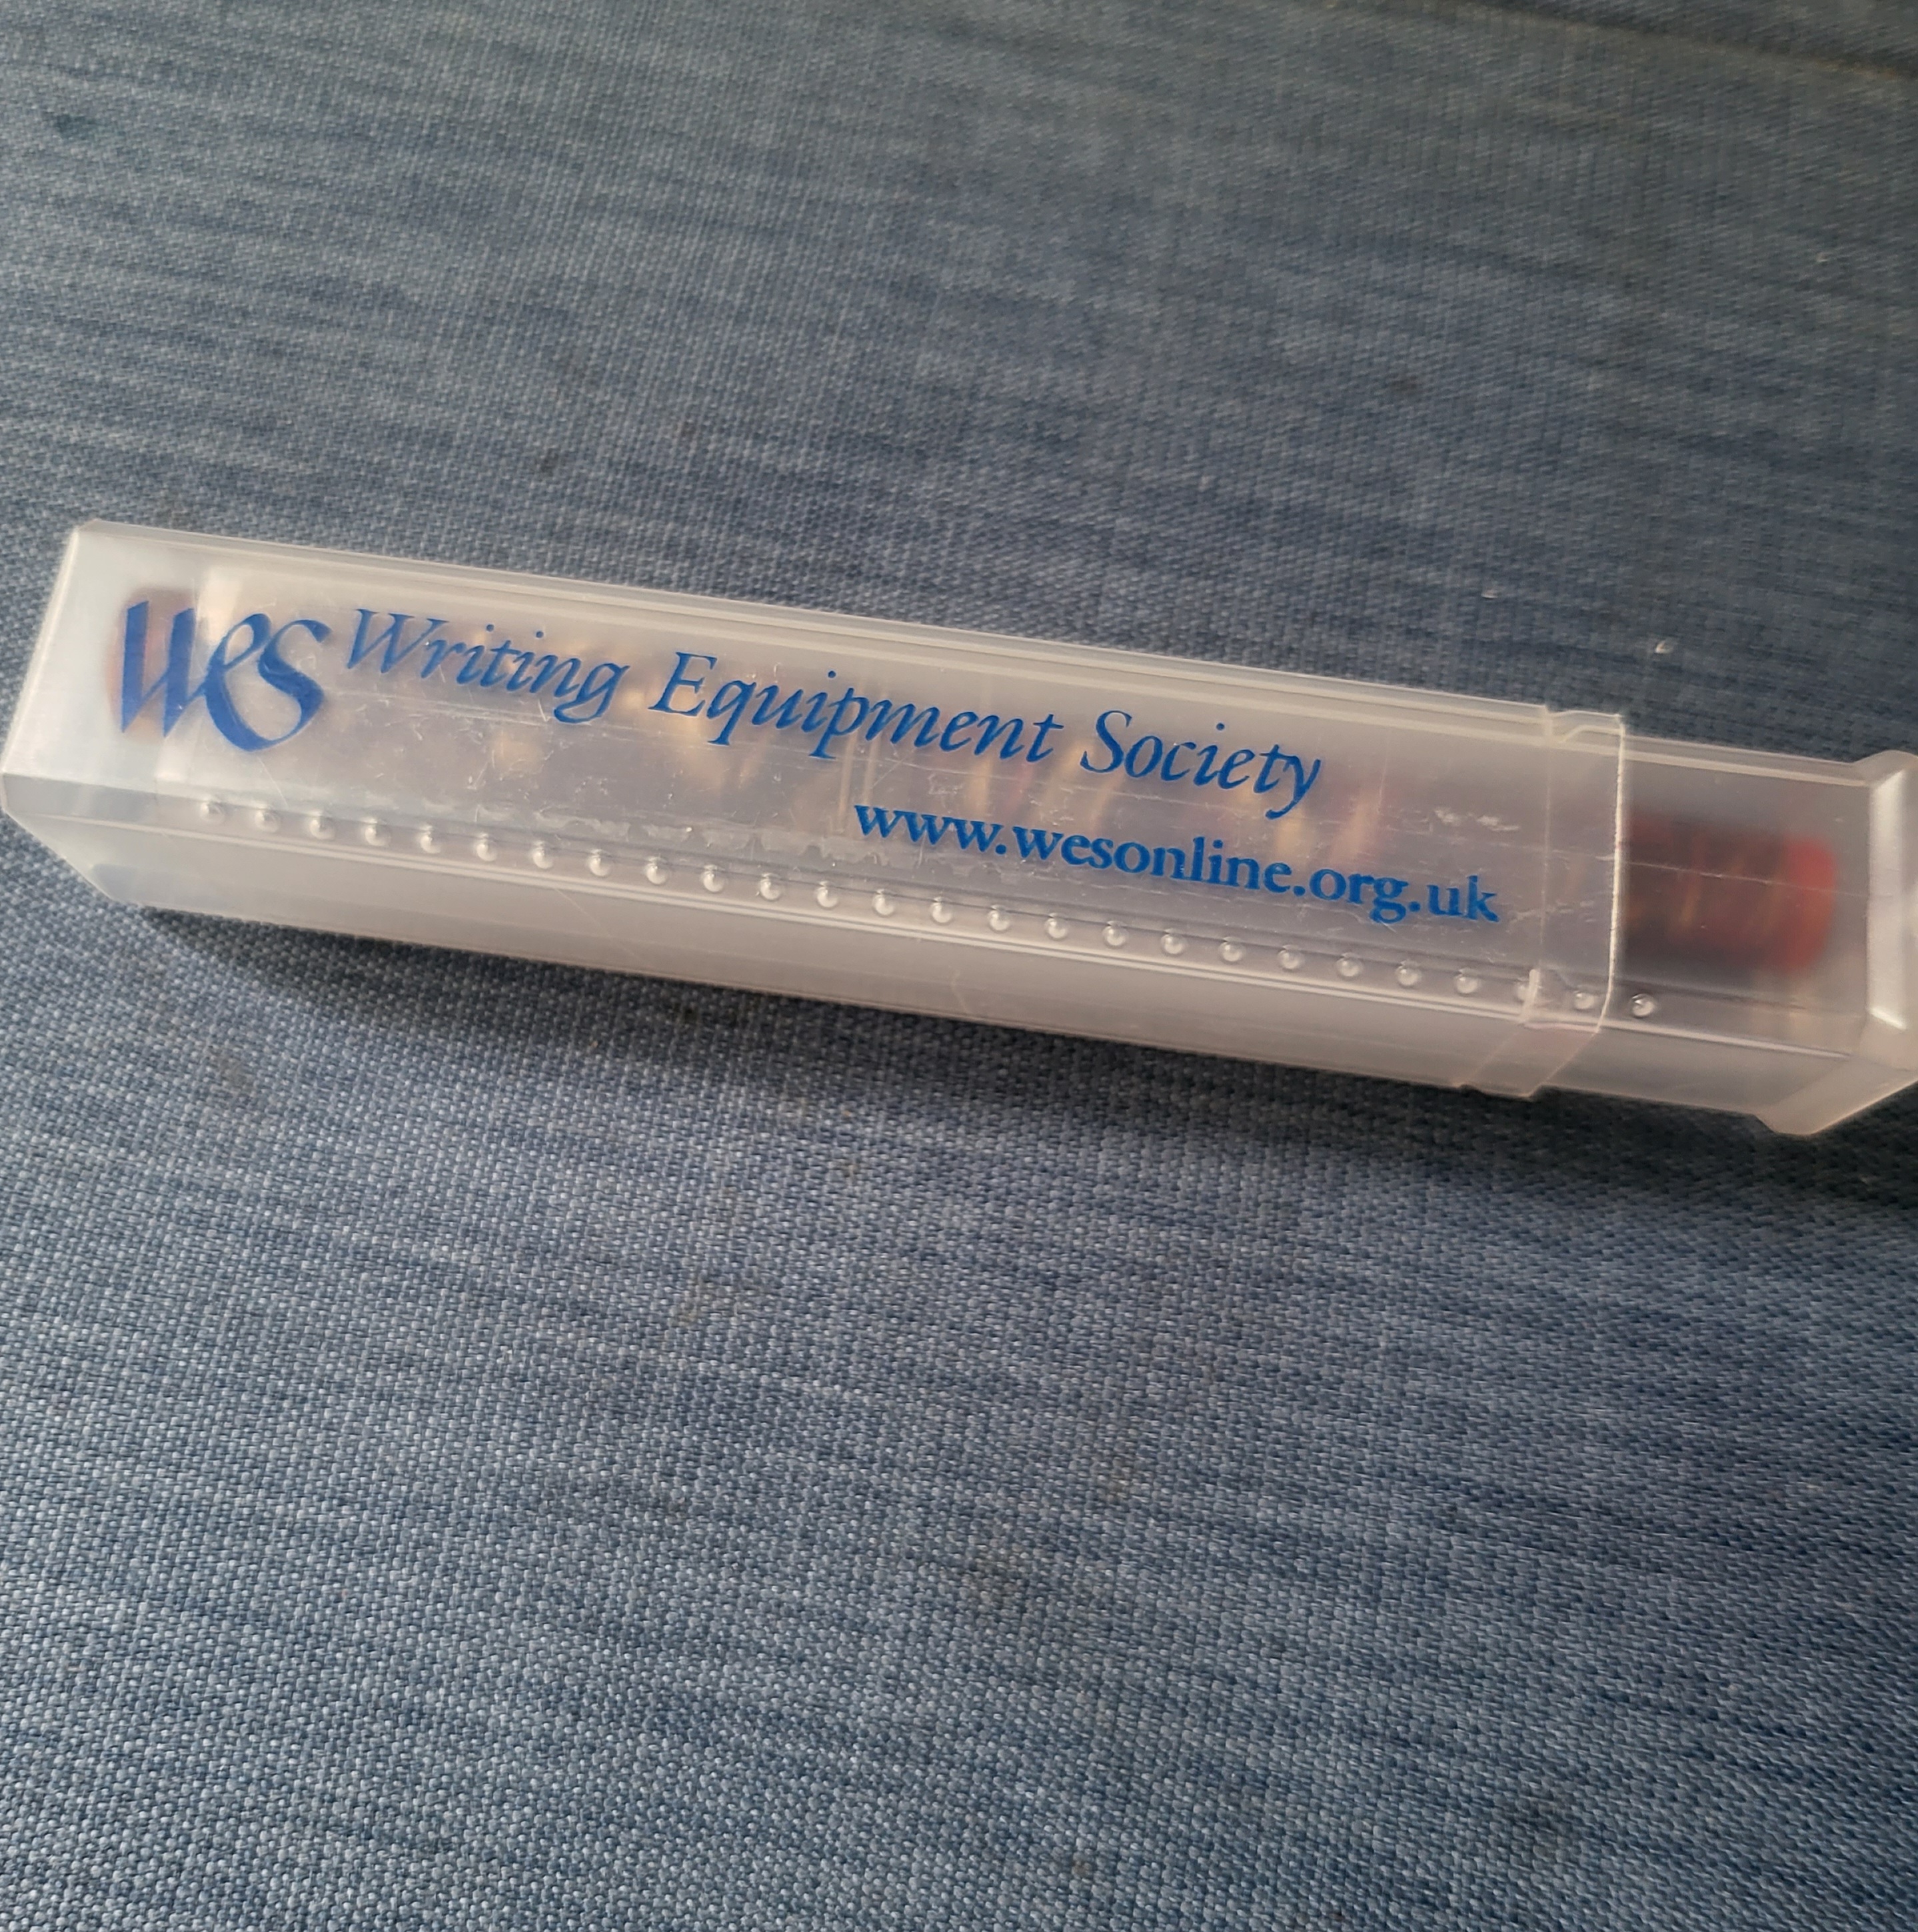 WES Writing Equipment Society
www.wesonline.org.uk